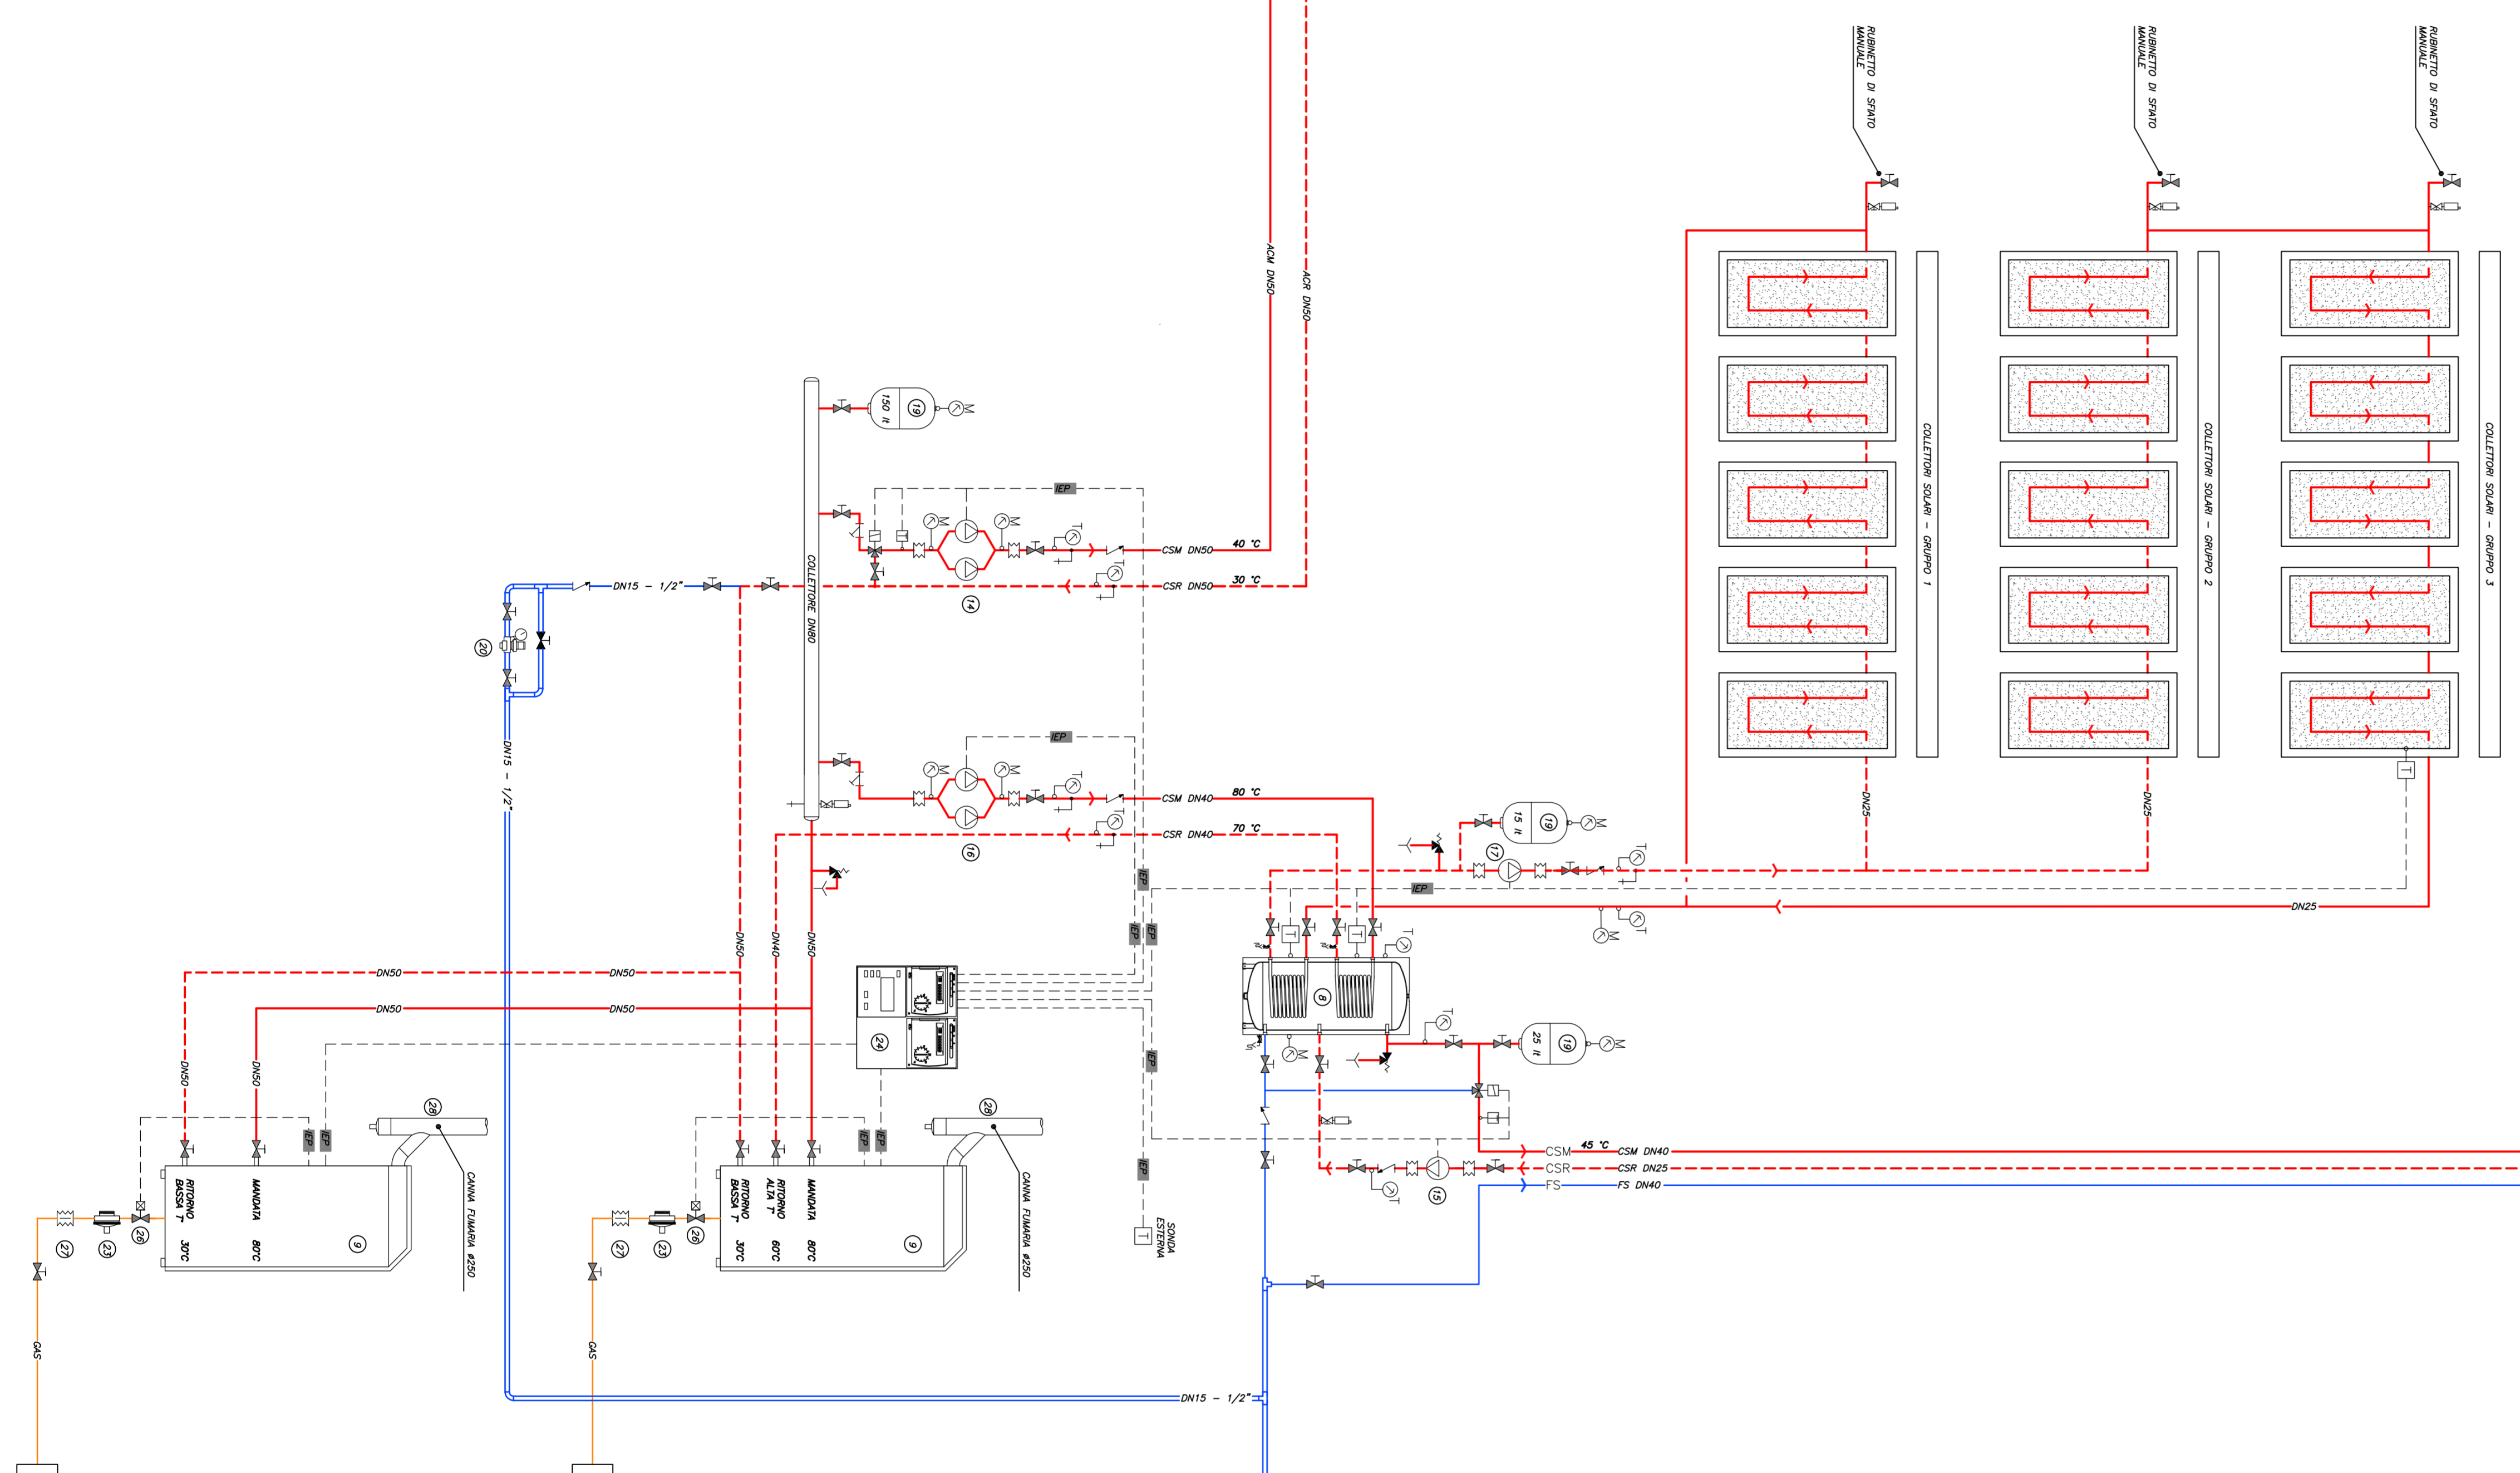 RUBINETTO DI SFIATO
MANUALE
RUBINETTO DI SFIATO
MANUALE
RUBINETTO DI SFIATO
MANUALE
COLLETTORI SOLARI - GRUPPO 1
COLLETTORI SOLARI - GRUPPO 2
COLLETTORI SOLARI - GRUPPO 3
ACM DN50
ACR DN50
19
150 lt
M
IEP
M
M
T
T
CSM DN50
40 °C
CSR DN50
30 °C
14
COLLETTORE DN80
DN15 - 1/2"
20
DN15 - 1/2"
IEP
M
M
T
T
CSM DN40
80 °C
CSR DN40
70 °C
16
DN25
DN25
T
19
15 lt
M
17
T
IEP
IEP
IEP
IEP
DN25
T
M
T
T
T
8
M
DN50
DN40
DN50
DN50
DN50
DN50
DN50
DN50
DN50
24
T
19
25 lt
M
IEP
28
28
IEP
IEP
IEP
IEP
IEP
T
CSM
45 °C
CSM DN40
CSR
CSR DN25
FS
FS DN40
15
T
RITORNO
BASSA T°
30°C
MANDATA
80°C
9
CANNA FUMARIA ø250
26
23
27
GAS
RITORNO
BASSA T°
30°C
RITORNO
ALTA T°
60°C
MANDATA
80°C
9
CANNA FUMARIA ø250
26
23
27
GAS
SONDA
ESTERNA
T
DN15 - 1/2"